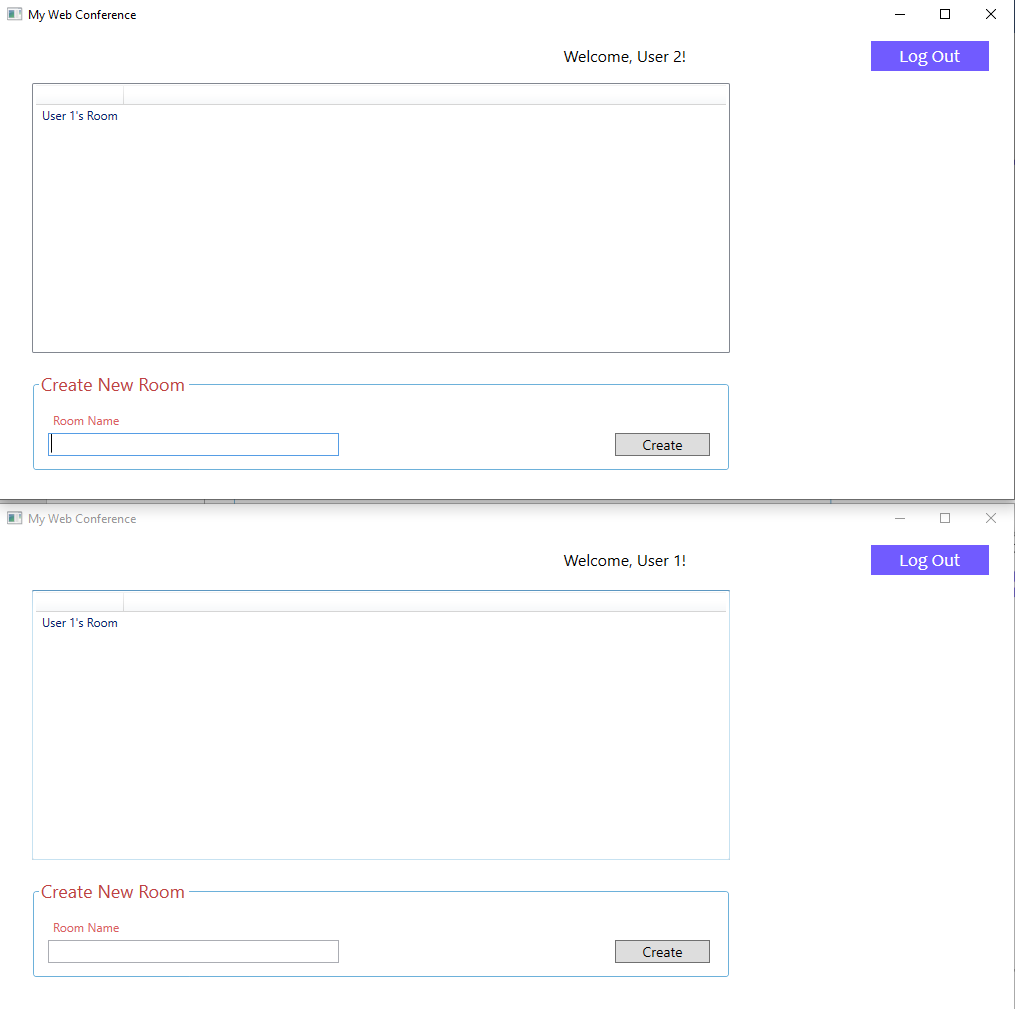 My Web Conference
Welcome, User 2!
Log Out
User 1's Room
Create New Room
Room Name
Create
My Web Conference
Welcome, User 1!
Log Out
User 1's Room
Create New Room
Room Name
Create